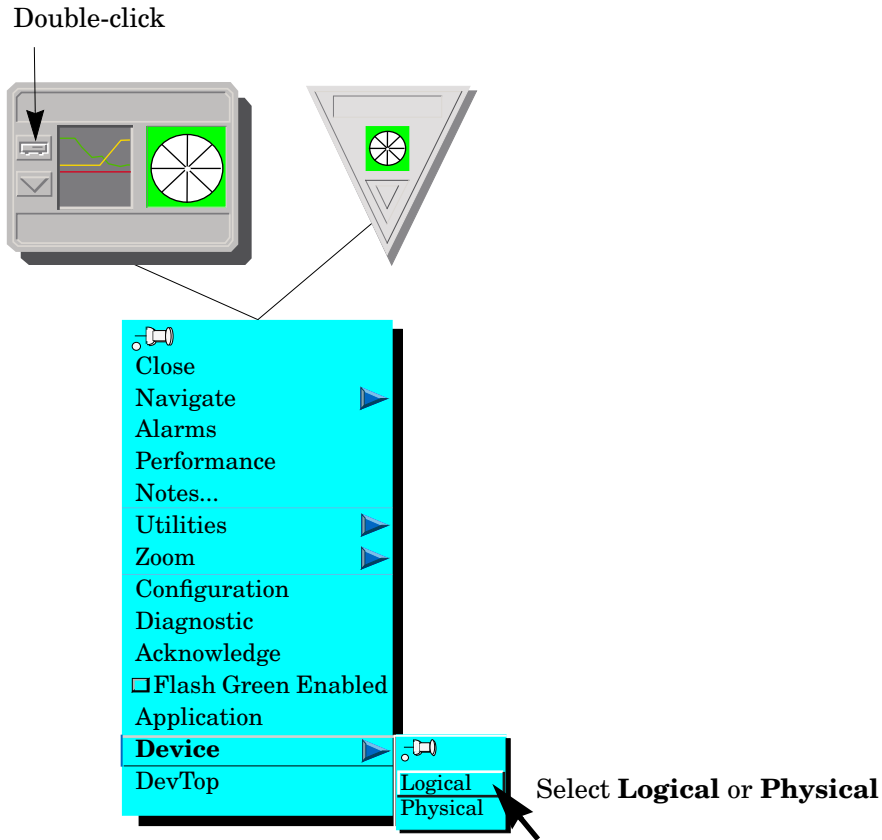 Double-click
Close
Navigate
Alarms
Performance
Notes...
Utilities
Zoom
Configuration
Diagnostic
Acknowledge
Flash Green Enabled
Application
Device
DevTop
Logical
Physical
Select Logical or Physical